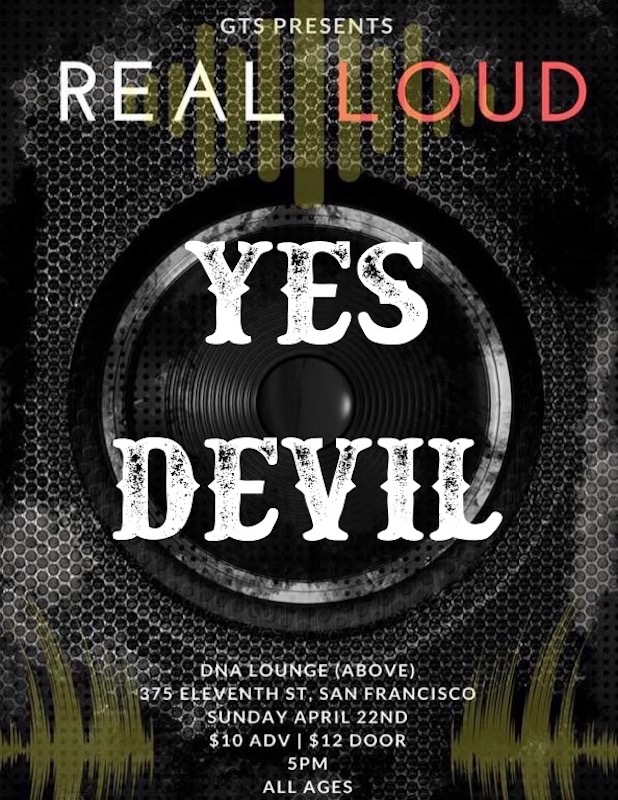 GTS PRESENTS
REAL LOUD
YES
DEVIL
DNA LOUNGE (ABOVE)
375 ELEVENTH ST, SAN FRANCISCO
SUNDAY APRIL 22ND
$10 ADV | $12 DOOR
5PM
ALL AGES